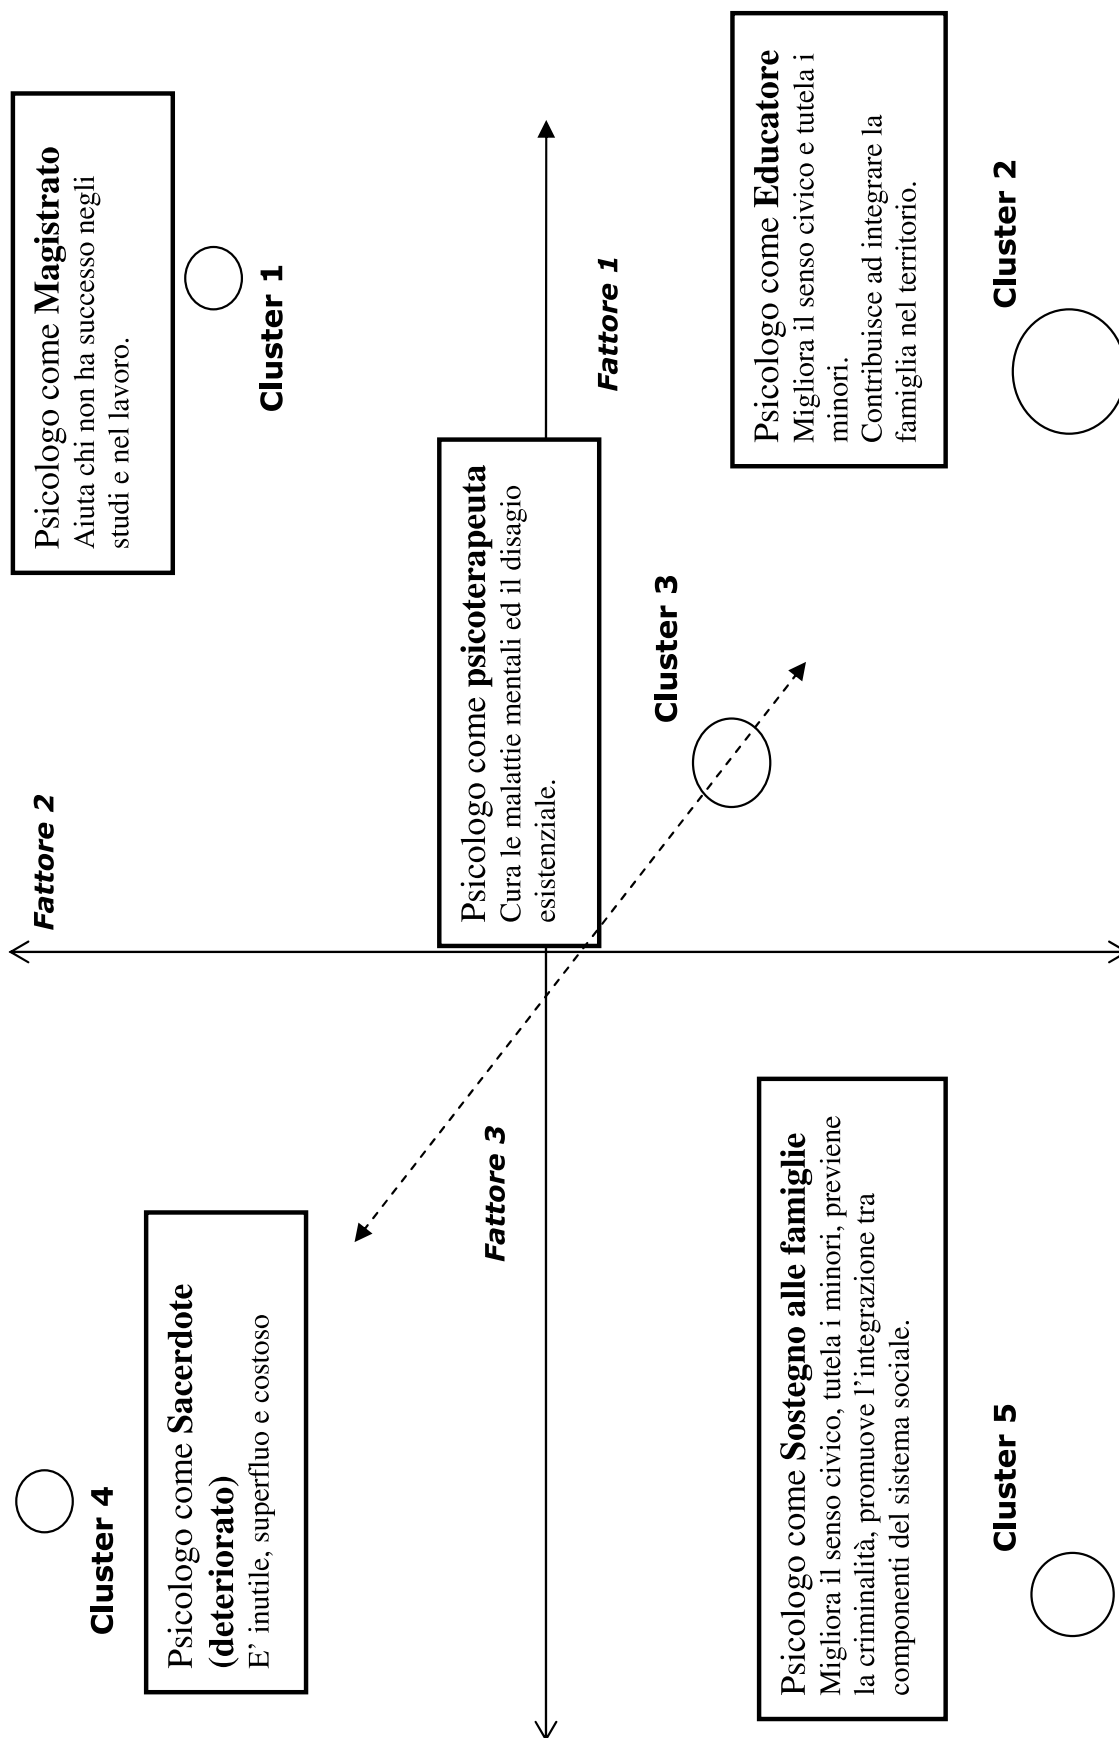 Fattore 2
Cluster 4
Psicologo come Sacerdote
(deteriorato)
E' inutile, superfluo e costoso
Psicologo come Magistrato
Aiuta chi non ha successo negli
studi e nel lavoro.
Cluster 1
Psicologo come psicoterapeuta
Cura le malattie mentali ed il disagio
esistenziale.
Fattore 3
Fattore 1
Cluster 3
Psicologo come Sostegno alle famiglie
Migliora il senso civico, tutela i minori, previene
la criminalità, promuove l'integrazione tra
componenti del sistema sociale.
Cluster 5
Psicologo come Educatore
Migliora il senso civico e tutela i
minori.
Contribuisce ad integrare la
famiglia nel territorio.
Cluster 2